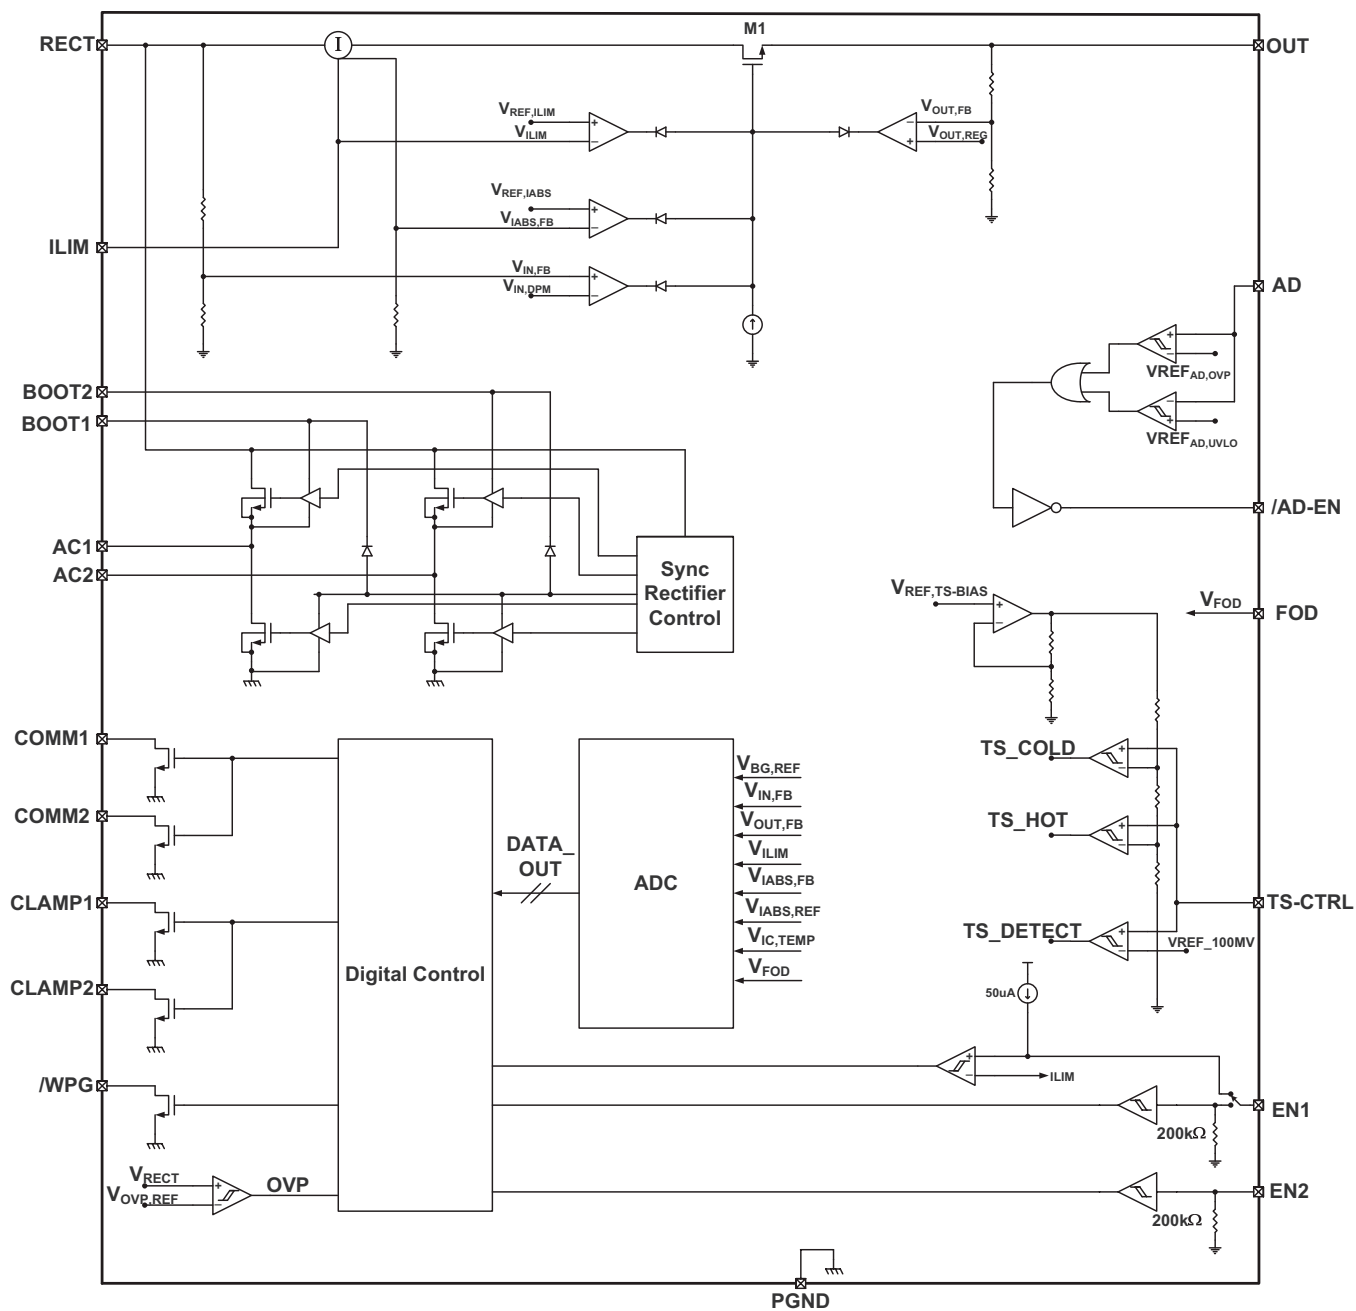 M1
RECT
OUT
I
VREF,ILIM
VILIM
VOUT,FB
VOUT,REG
VREF,IABS
VIABS,FB
ILIM
VIN,FB
VIN,DPM
AD
VREFAD,OVP
BOOT2
BOOT1
VREFAD,UVLO
/AD-EN
AC1
AC2
Sync
Rectifier
Control
VREF,TS-BIAS
VFOD
FOD
COMM1
COMM2
CLAMP1
CLAMP2
/WPG
Digital Control
DATA_
OUT
ADC
VBG,REF
VIN,FB
VOUT,FB
VILIM
VIABS,FB
VIABS,REF
VIC,TEMP
VFOD
TS_COLD
TS_HOT
TS-CTRL
TS_DETECT
VREF_100MV
50uA
ILIM
EN1
200kΩ
VRECT
VOVP,REF
OVP
EN2
200kΩ
PGND